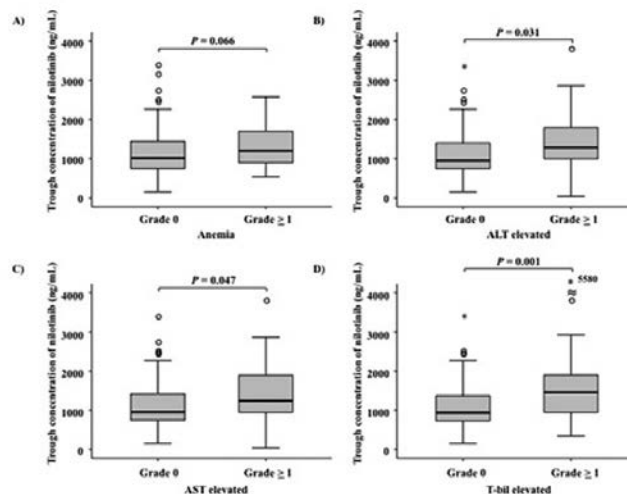 A)
P = 0.066
Trough concentration of nilotinib (ng/mL)
4000
3000
2000
1000
0
Grade 0
Grade ≥ 1
Anemia
B)
P = 0.031
Trough concentration of nilotinib (ng/mL)
4000
3000
2000
1000
0
Grade 0
Grade ≥ 1
ALT elevated
C)
P = 0.047
Trough concentration of nilotinib (ng/mL)
4000
3000
2000
1000
0
Grade 0
Grade ≥ 1
AST elevated
D)
P = 0.001
* 5580
Trough concentration of nilotinib (ng/mL)
4000
3000
2000
1000
0
Grade 0
Grade ≥ 1
T-bil elevated